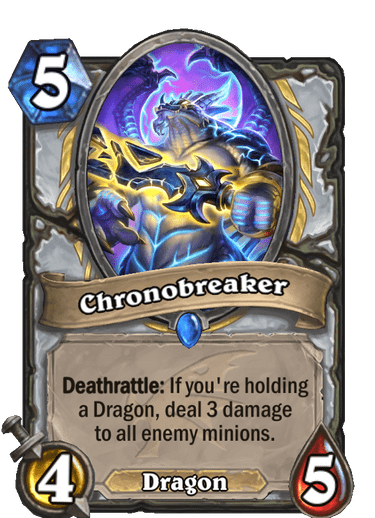 5
Chronobreaker
Deathrattle: If you're holding
a Dragon, deal 3 damage
to all enemy minions.
4
Dragon
5